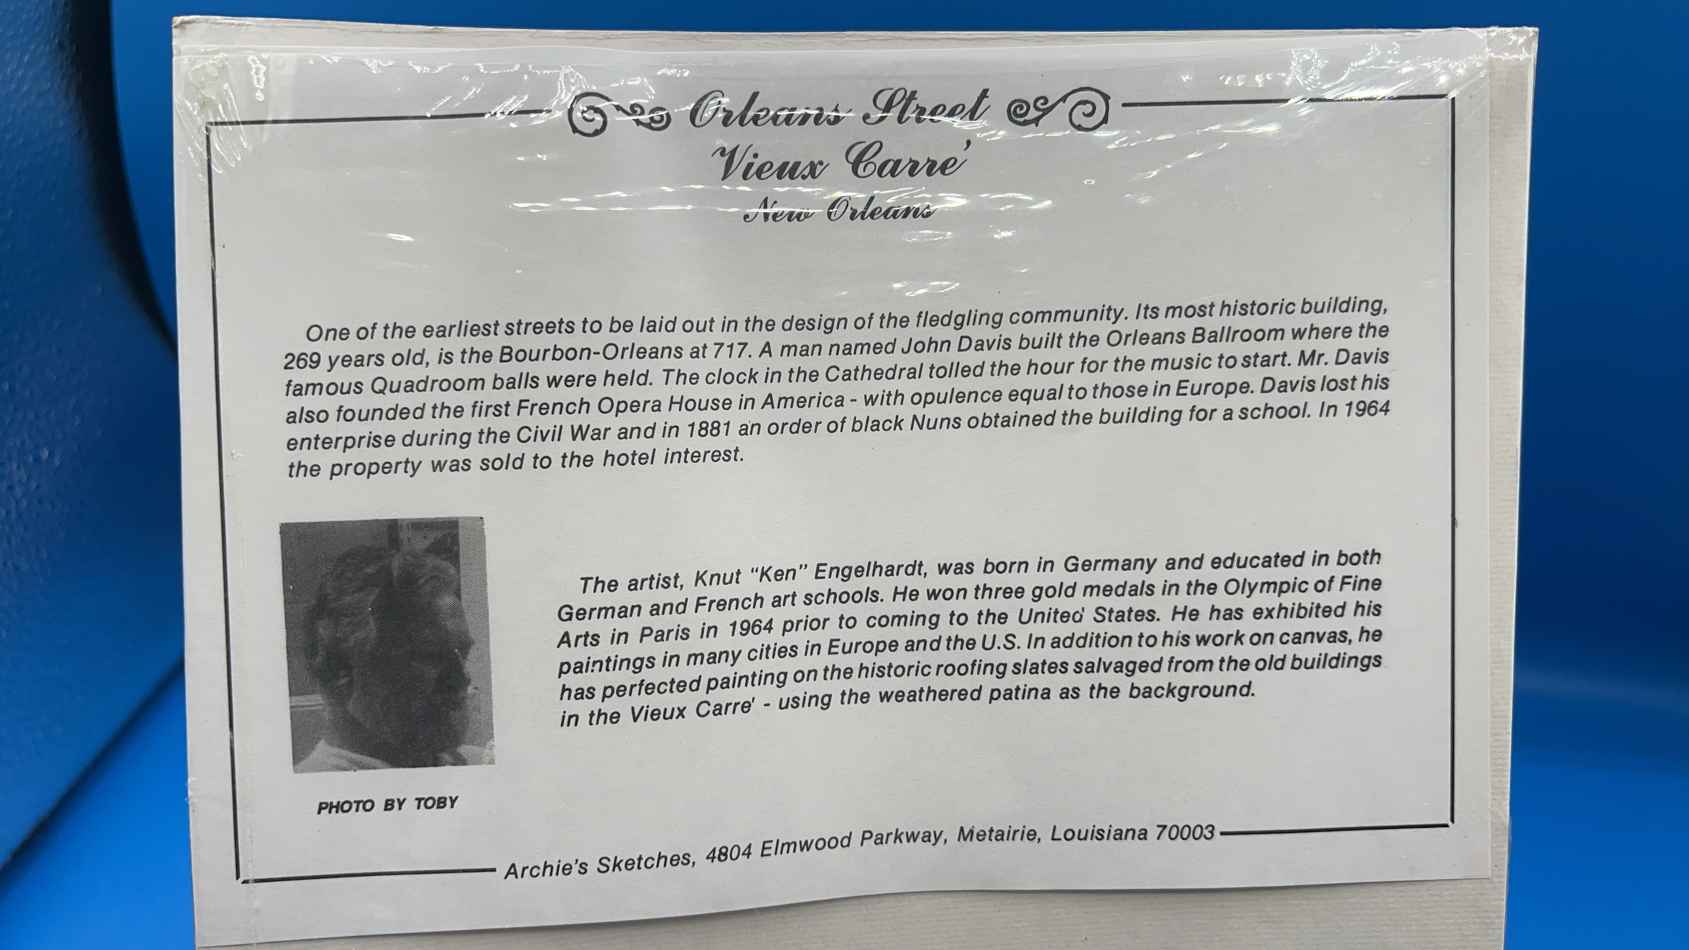 Orleans Street
Vieux Carre'
New Orleans
One of the earliest streets to be laid out in the design of the fledgling community. Its most historic building,
269 years old, is the Bourbon-Orleans at 717. A man named John Davis built the Orleans Ballroom where the
famous Quadroom balls were held. The clock in the Cathedral tolled the hour for the music to start. Mr. Davis
also founded the first French Opera House in America - with opulence equal to those in Europe. Davis lost his
enterprise during the Civil War and in 1881 an order of black Nuns obtained the building for a school. In 1964
the property was sold to the hotel interest.
The artist, Knut "Ken" Engelhardt, was born in Germany and educated in both
German and French art schools. He won three gold medals in the Olympic of Fine
Arts in Paris in 1964 prior to coming to the United States. He has exhibited his
paintings in many cities in Europe and the U.S. In addition to his work on canvas, he
has perfected painting on the historic roofing slates salvaged from the old buildings
in the Vieux Carre' - using the weathered patina as the background.
PHOTO BY TOBY
Archie's Sketches, 4804 Elmwood Parkway, Metairie, Louisiana 70003